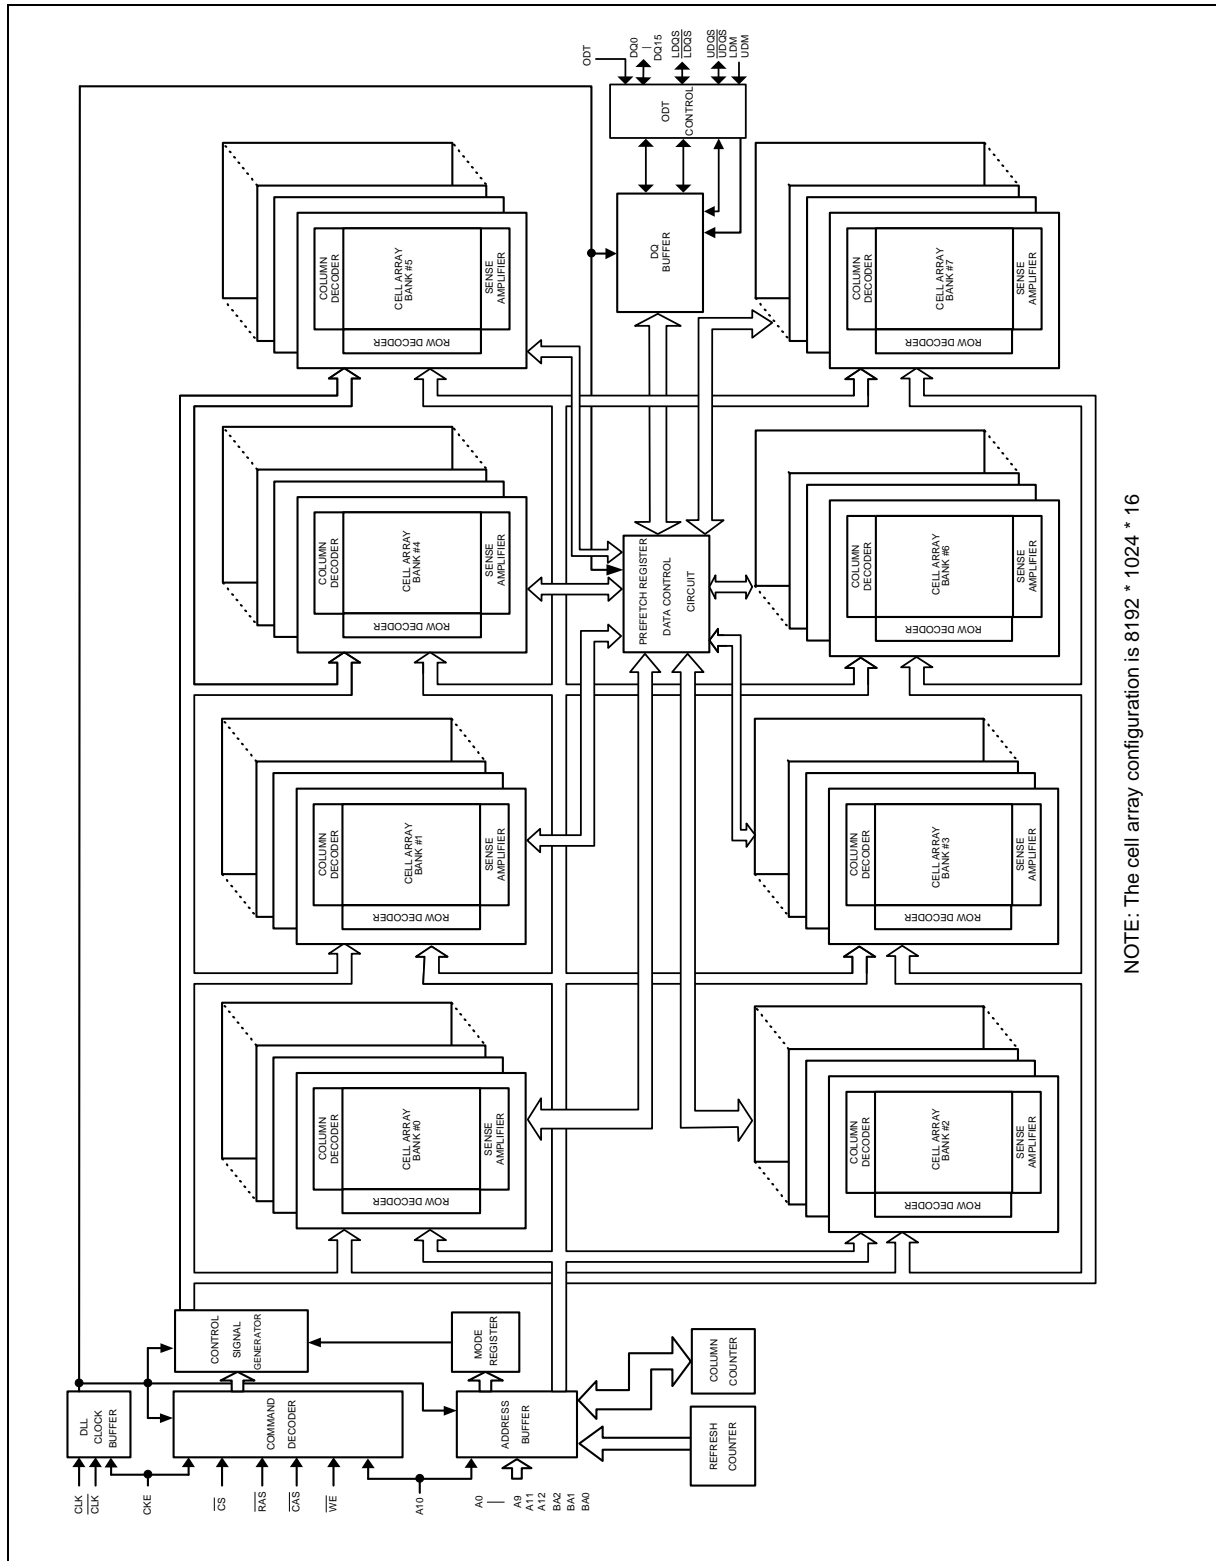 CLK
CLK
CKE
CS
RAS
CAS
WE
A10
A0
A9
A11
A12
BA2
BA1
BA0
DLL
CLOCK
BUFFER
COMMAND
DECODER
ADDRESS
BUFFER
REFRESH
COUNTER
COLUMN
COUNTER
CONTROL
SIGNAL
GENERATOR
MODE
REGISTER
COLUMN
DECODER
CELL ARRAY
BANK #0
SENSE
AMPLIFIER
ROW DECODER
COLUMN
DECODER
CELL ARRAY
BANK #1
SENSE
AMPLIFIER
ROW DECODER
COLUMN
DECODER
CELL ARRAY
BANK #4
SENSE
AMPLIFIER
ROW DECODER
COLUMN
DECODER
CELL ARRAY
BANK #5
SENSE
AMPLIFIER
ROW DECODER
PREFETCH REGISTER
DATA CONTROL
CIRCUIT
DQ
BUFFER
ODT
CONTROL
ODT
DQ0
DQ15
LDQS
LDQS
UDQS
UDQS
LDM
UDM
COLUMN
DECODER
CELL ARRAY
BANK #2
SENSE
AMPLIFIER
ROW DECODER
COLUMN
DECODER
CELL ARRAY
BANK #3
SENSE
AMPLIFIER
ROW DECODER
COLUMN
DECODER
CELL ARRAY
BANK #6
SENSE
AMPLIFIER
ROW DECODER
COLUMN
DECODER
CELL ARRAY
BANK #7
SENSE
AMPLIFIER
ROW DECODER
NOTE: The cell array configuration is 8192 * 1024 * 16